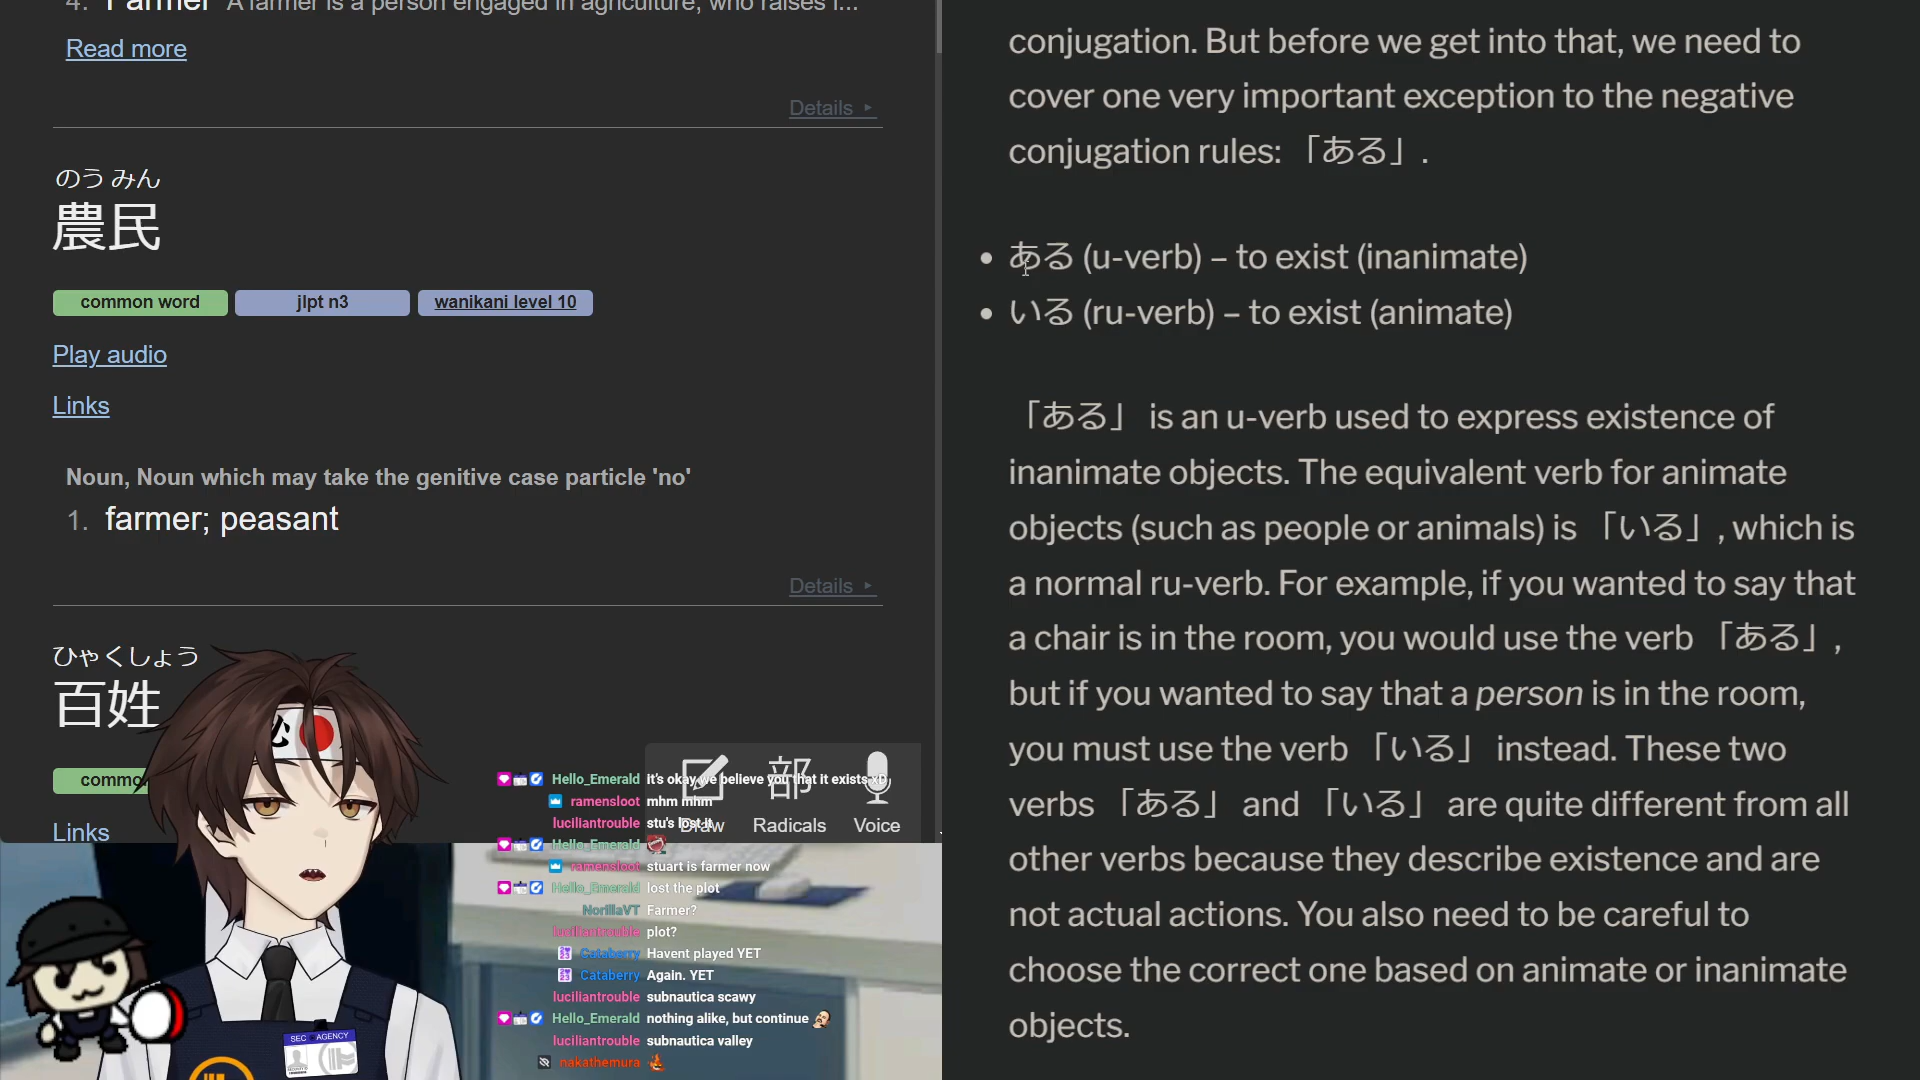 4. Farmer A farmer is a person engaged in agriculture, who raises l...
Read more
Details ▸
のう みん
農民
common word
jlpt n3
wanikani level 10
Play audio
Links
Noun, Noun which may take the genitive case particle 'no'
1. farmer; peasant
Details ▸
ひゃくしょう
百姓
commo
Links
Draw
部
Radicals
Voice
Hello_Emerald it's okay we believe you that it exists xD
ramensloot mhm mhm
luciliantrouble stu's lost it
Hello_Emerald
ramensloot stuart is farmer now
Hello_Emerald lost the plot
NorillaVT Farmer?
luciliantrouble plot?
Cataberry Havent played YET
Cataberry Again. YET
luciliantrouble subnautica scawy
Hello_Emerald nothing alike, but continue
luciliantrouble subnautica valley
nakathemura
SEC AGENCY
conjugation. But before we get into that, we need to
cover one very important exception to the negative
conjugation rules: 「ある」.
• ある (u-verb) – to exist (inanimate)
• いる (ru-verb) – to exist (animate)
「ある」 is an u-verb used to express existence of
inanimate objects. The equivalent verb for animate
objects (such as people or animals) is 「いる」, which is
a normal ru-verb. For example, if you wanted to say that
a chair is in the room, you would use the verb 「ある」,
but if you wanted to say that a person is in the room,
you must use the verb 「いる」 instead. These two
verbs 「ある」 and 「いる」 are quite different from all
other verbs because they describe existence and are
not actual actions. You also need to be careful to
choose the correct one based on animate or inanimate
objects.